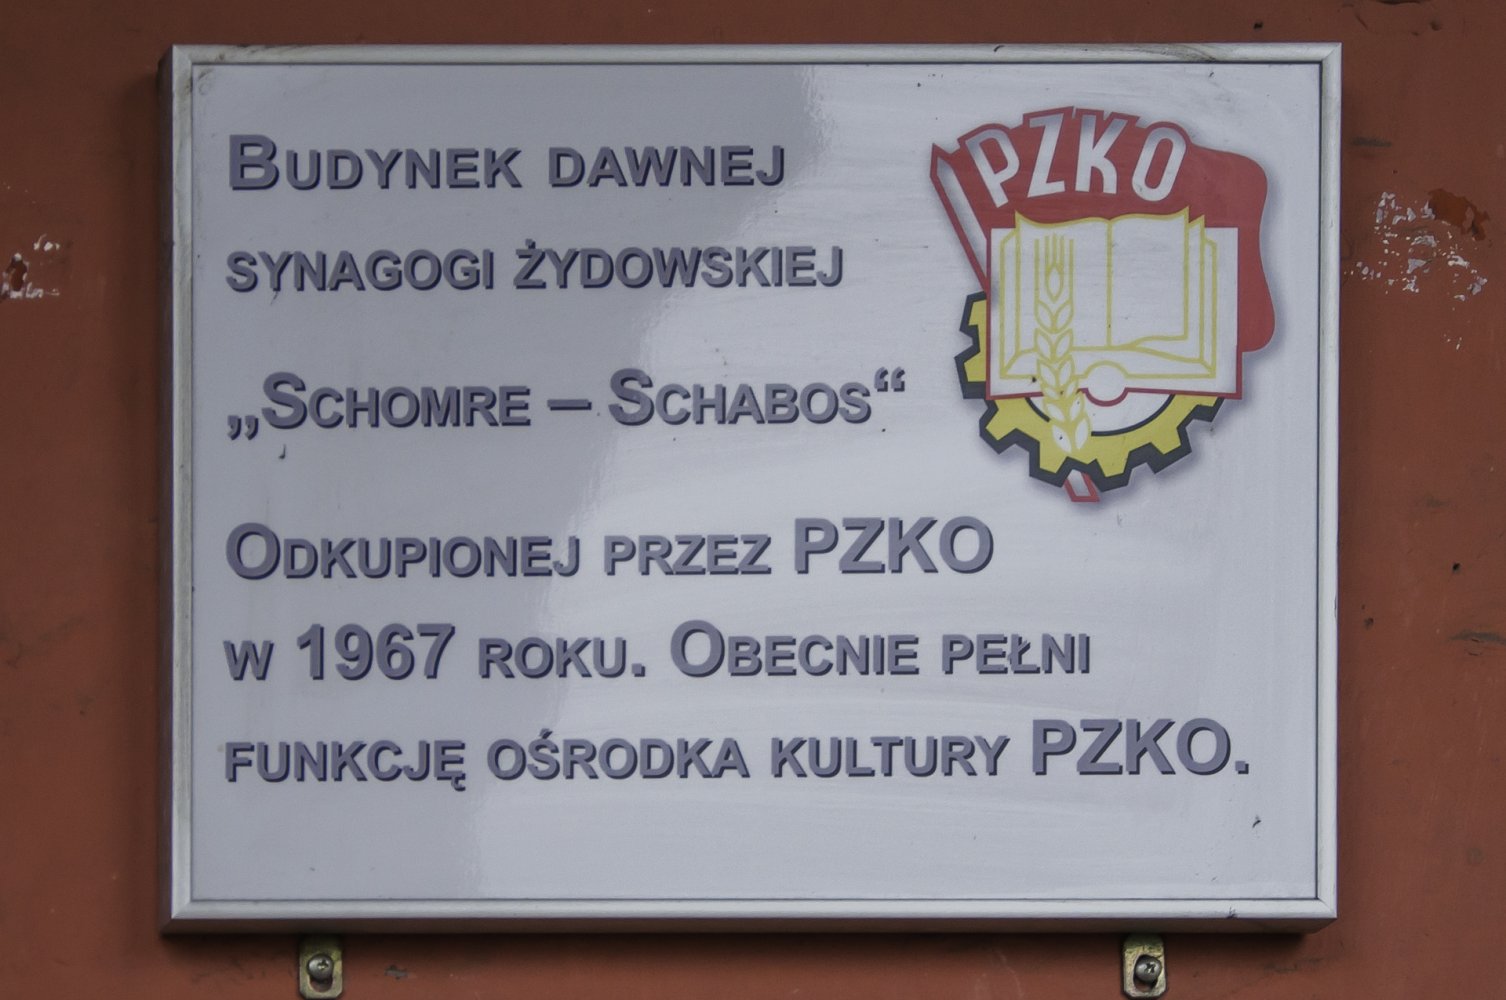 PZKO
Budynek dawnej
synagogi żydowskiej
„Schomre – Schabos“
Odkupionej przez PZKO
w 1967 roku. Obecnie pełni
funkcję ośrodka kultury PZKO.